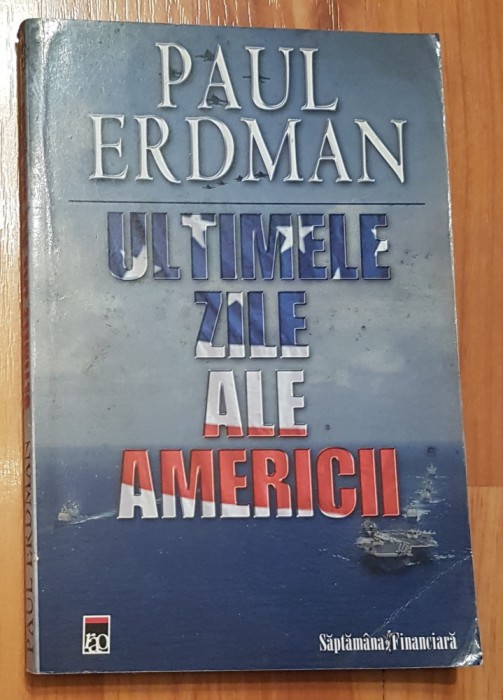 PAUL
ERDMAN
ULTIMELE
ZILE
ALE
AMERICII
rao
Săptămâna Financiară
PAUL ERDMAN